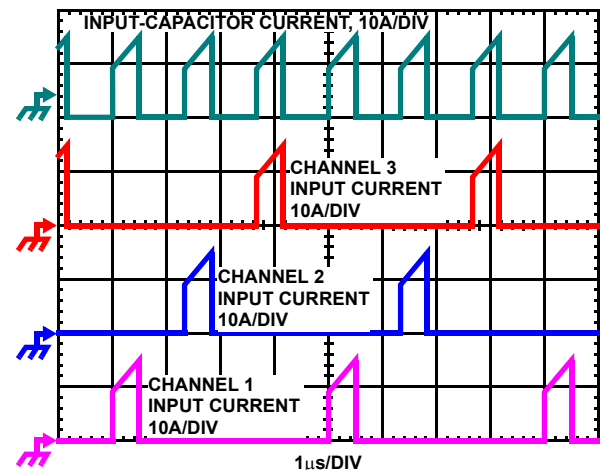 INPUT-CAPACITOR CURRENT, 10A/DIV
CHANNEL 3
INPUT CURRENT
10A/DIV
CHANNEL 2
INPUT CURRENT
10A/DIV
CHANNEL 1
INPUT CURRENT
10A/DIV
1μs/DIV